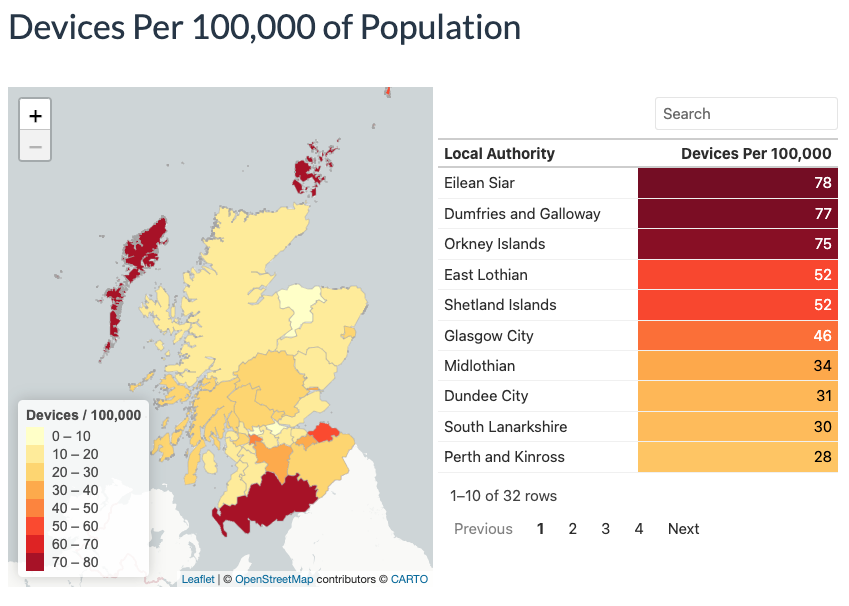 Devices Per 100,000 of Population
+
−
Devices / 100,000
0 – 10
10 – 20
20 – 30
30 – 40
40 – 50
50 – 60
60 – 70
70 – 80
Leaflet | © OpenStreetMap contributors © CARTO
Search
Local Authority Devices Per 100,000
Eilean Siar 78
Dumfries and Galloway 77
Orkney Islands 75
East Lothian 52
Shetland Islands 52
Glasgow City 46
Midlothian 34
Dundee City 31
South Lanarkshire 30
Perth and Kinross 28
1–10 of 32 rows
Previous 1 2 3 4 Next